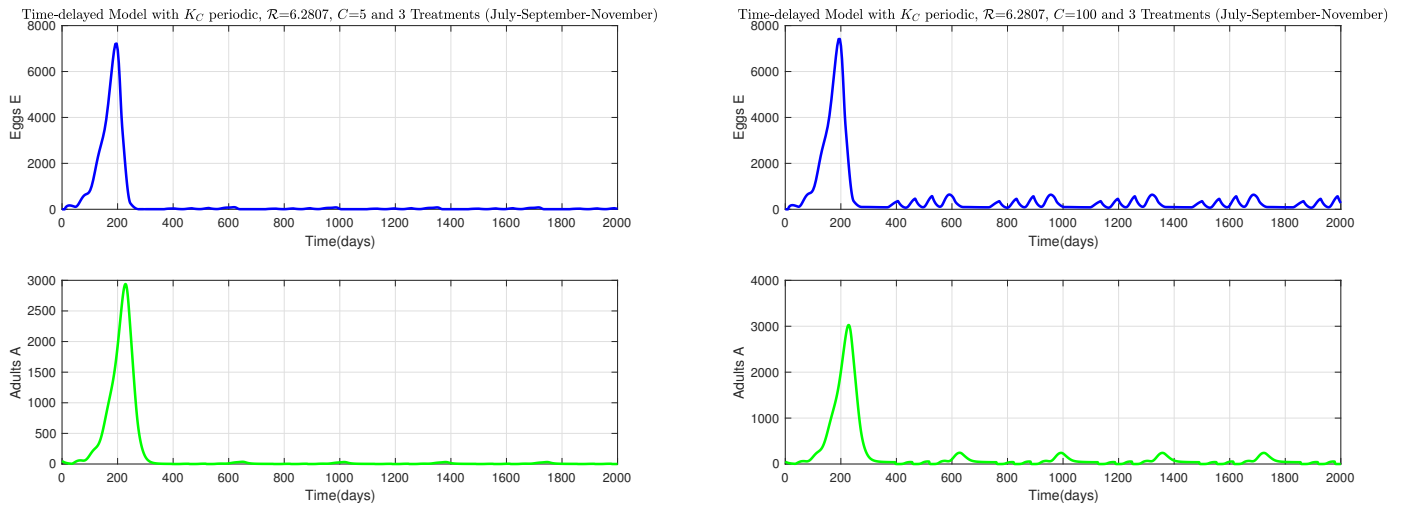 Time-delayed Model with K_C periodic, ℛ=6.2807, C=5 and 3 Treatments (July-September-November)
8000
6000
4000
2000
0
Eggs E
0 200 400 600 800 1000 1200 1400 1600 1800 2000
Time(days)
3000
2500
2000
1500
1000
500
0
Adults A
0 200 400 600 800 1000 1200 1400 1600 1800 2000
Time(days)
Time-delayed Model with K_C periodic, ℛ=6.2807, C=100 and 3 Treatments (July-September-November)
8000
6000
4000
2000
0
Eggs E
0 200 400 600 800 1000 1200 1400 1600 1800 2000
Time(days)
4000
3000
2000
1000
0
Adults A
0 200 400 600 800 1000 1200 1400 1600 1800 2000
Time(days)